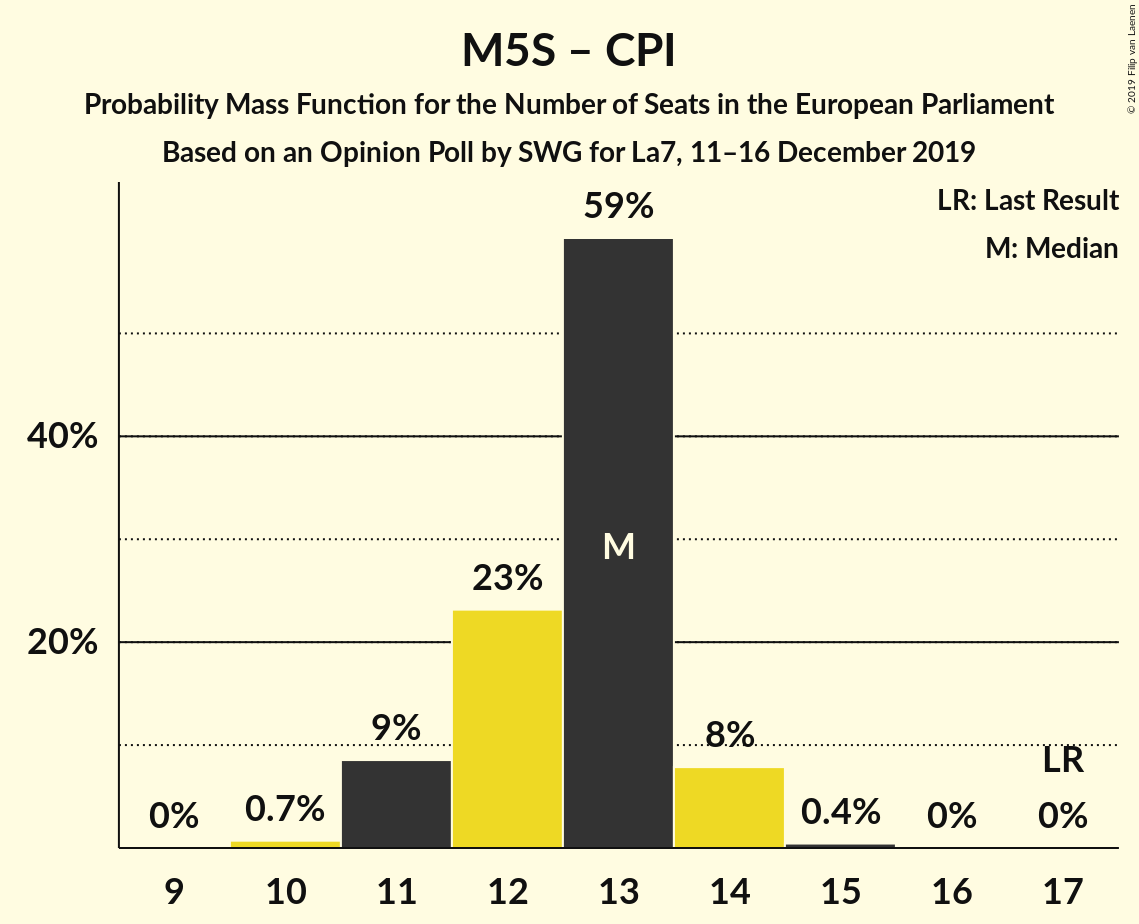 M5S – CPI
Probability Mass Function for the Number of Seats in the European Parliament
Based on an Opinion Poll by SWG for La7, 11–16 December 2019
© 2019 Filip van Laenen
LR: Last Result
M: Median
59%
40%
M
23%
20%
9%
8%
LR
0%
0.7%
0.4%
0%
0%
9
10
11
12
13
14
15
16
17